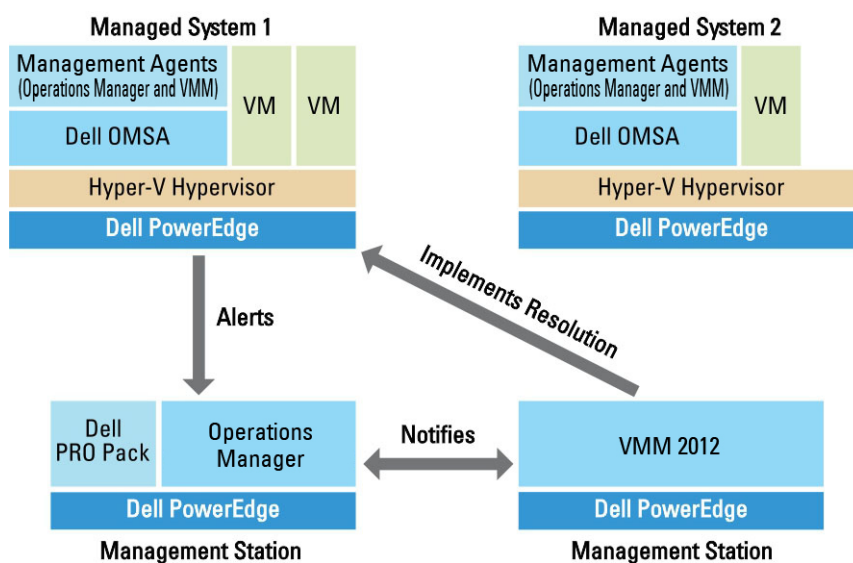 Managed System 1
Management Agents
(Operations Manager and VMM)
VM
VM
Dell OMSA
Hyper-V Hypervisor
Dell PowerEdge
Managed System 2
Management Agents
(Operations Manager and VMM)
VM
Dell OMSA
Hyper-V Hypervisor
Dell PowerEdge
Alerts
Implements Resolution
Dell
PRO Pack
Operations
Manager
Dell PowerEdge
Management Station
Notifies
VMM 2012
Dell PowerEdge
Management Station